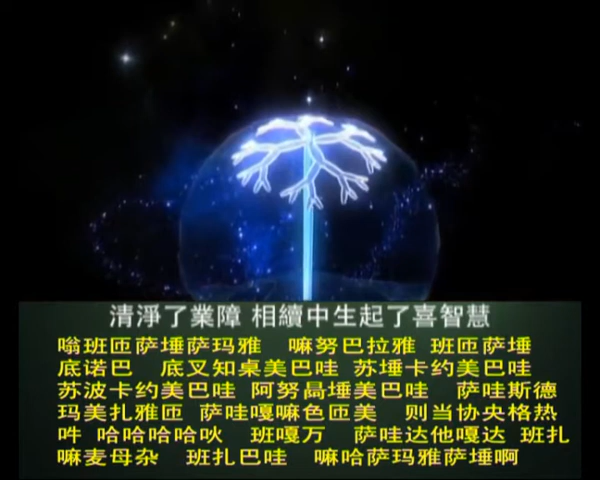 清淨了業障 相續中生起了喜智慧
嗡班匝萨埵萨玛雅 嘛努巴拉雅 班匝萨埵
底诺巴 底叉知桌美巴哇 苏埵卡约美巴哇
苏波卡约美巴哇 阿努晑埵美巴哇 萨哇斯德
玛美扎雅匝 萨哇嘎嘛色匝美 则当协央格热
吽 哈哈哈哈吙 班嘎万 萨哇达他嘎达 班扎
嘛麦母杂 班扎巴哇 嘛哈萨玛雅萨埵啊